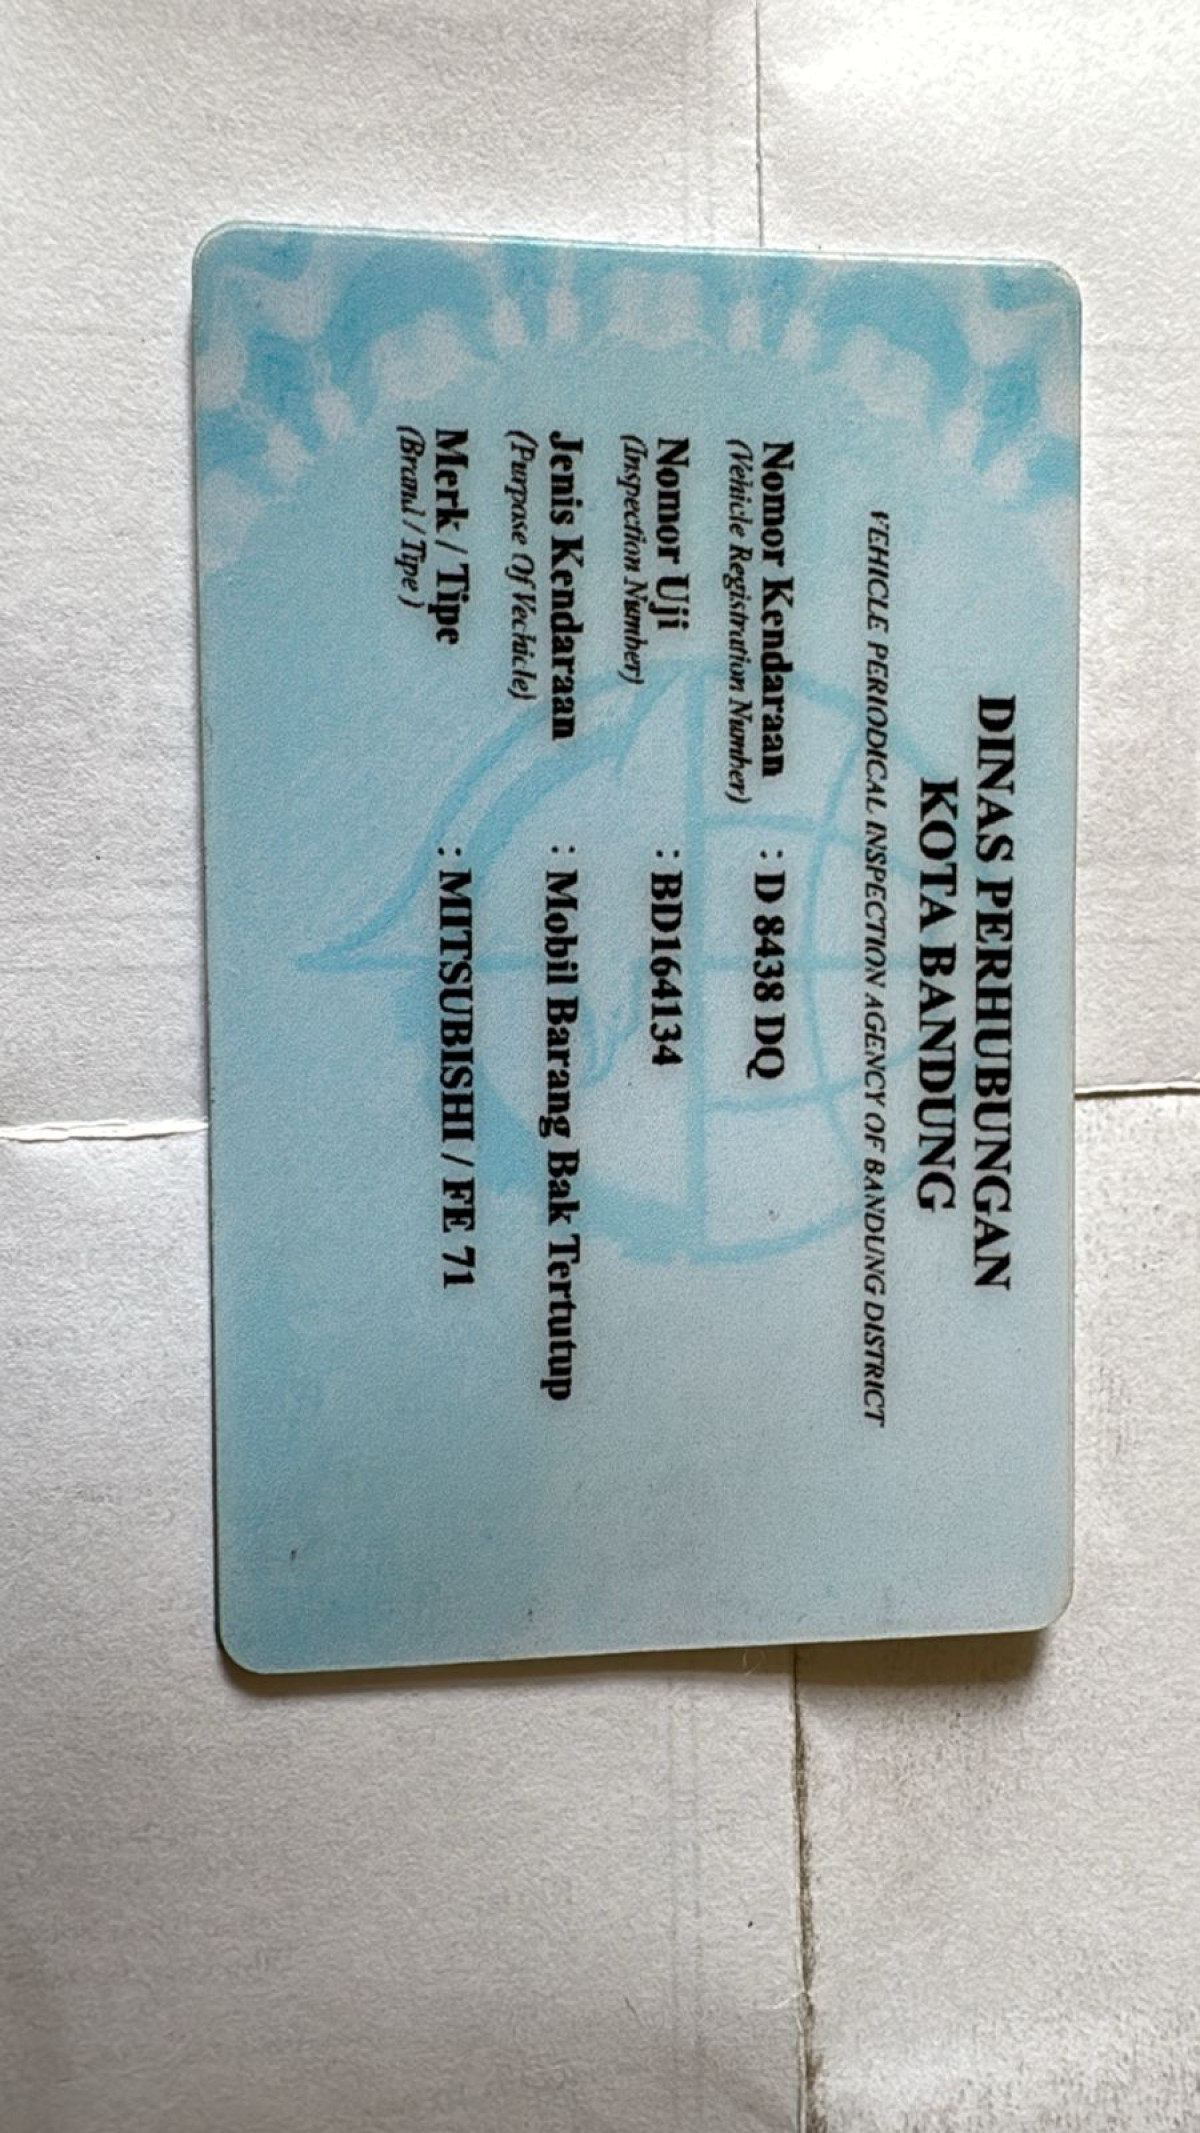 DINAS PERHUBUNGAN
KOTA BANDUNG
VEHICLE PERIODICAL INSPECTION AGENCY OF BANDUNG DISTRICT
Nomor Kendaraan : D 8438 DQ
(Vehicle Registration Number)
Nomor Uji : BD164134
(Inspection Number)
Jenis Kendaraan : Mobil Barang Bak Tertutup
(Purpose Of Vechicle)
Merk / Tipe : MITSUBISHI / FE 71
(Brand / Tipe )